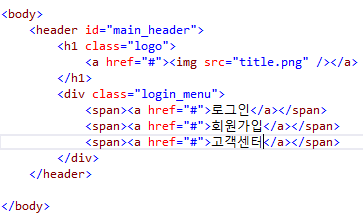 <body>
<header id="main_header">
<h1 class="logo">
<a href="#"><img src="title.png" /></a>
</h1>
<div class="login_menu">
<span><a href="#">로그인</a></span>
<span><a href="#">회원가입</a></span>
<span><a href="#">고객센터</a></span>
</div>
</header>
</body>